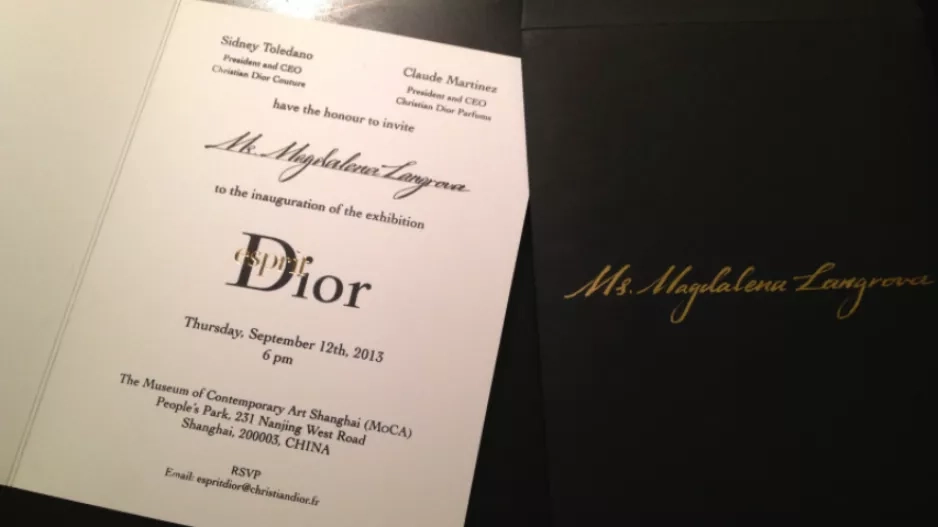 Sidney Toledano
President and CEO
Christian Dior Couture
Claude Martinez
President and CEO
Christian Dior Parfums
have the honour to invite
Ms. Magdalena Langrova
to the inauguration of the exhibition
esprit
Dior
Thursday, September 12th, 2013
6 pm
The Museum of Contemporary Art Shanghai (MoCA)
People's Park, 231 Nanjing West Road
Shanghai, 200003, CHINA
RSVP
Email: espritdior@christiandior.fr
Ms. Magdalena Langrova